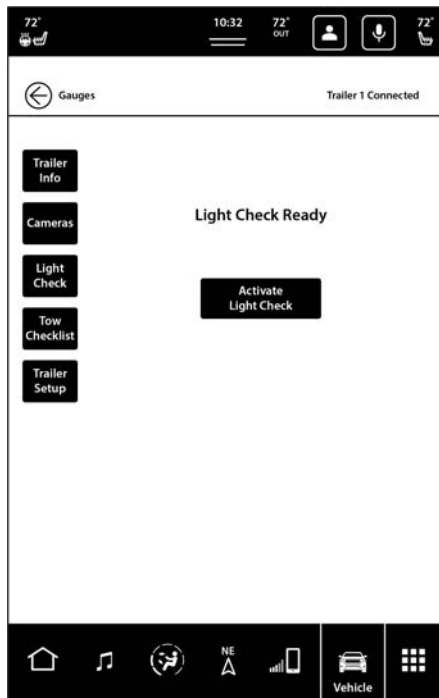 72°
10:32
72°
OUT
72°
Gauges
Trailer 1 Connected
Trailer
Info
Cameras
Light
Check
Tow
Checklist
Trailer
Setup
Light Check Ready
Activate
Light Check
NE
Vehicle